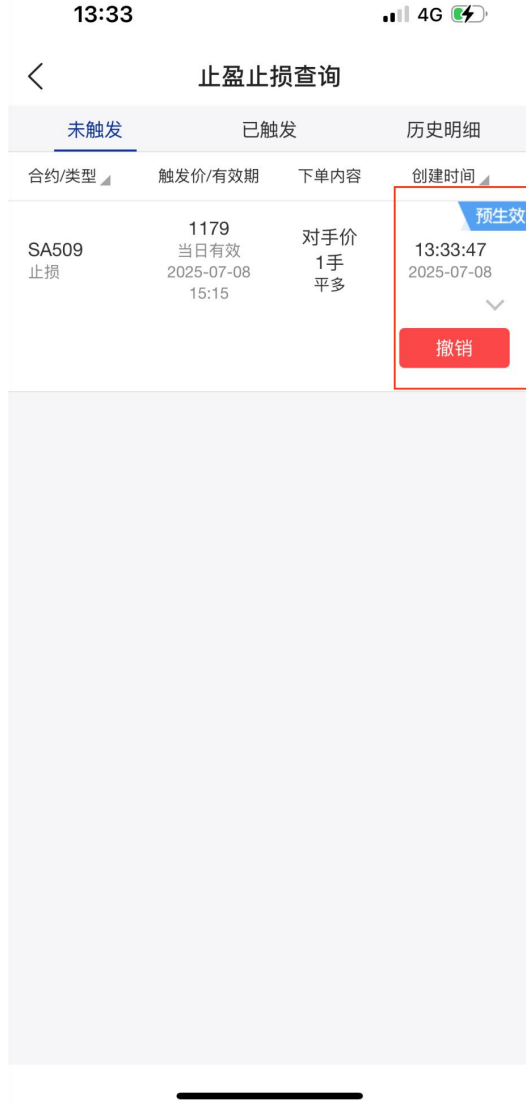 13:33
4G
止盈止损查询
未触发
已触发
历史明细
合约/类型
触发价/有效期
下单内容
创建时间
预生效
SA509
止损
1179
当日有效
2025-07-08
15:15
对手价
1手
平多
13:33:47
2025-07-08
撤销